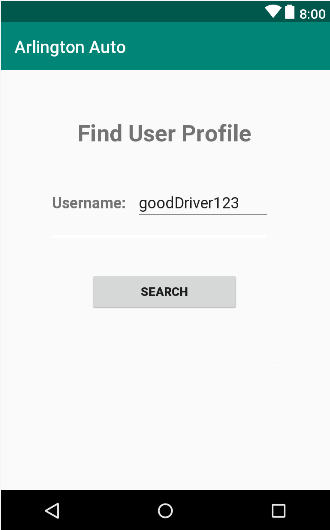 8:00
Arlington Auto
Find User Profile
Username: goodDriver123
SEARCH